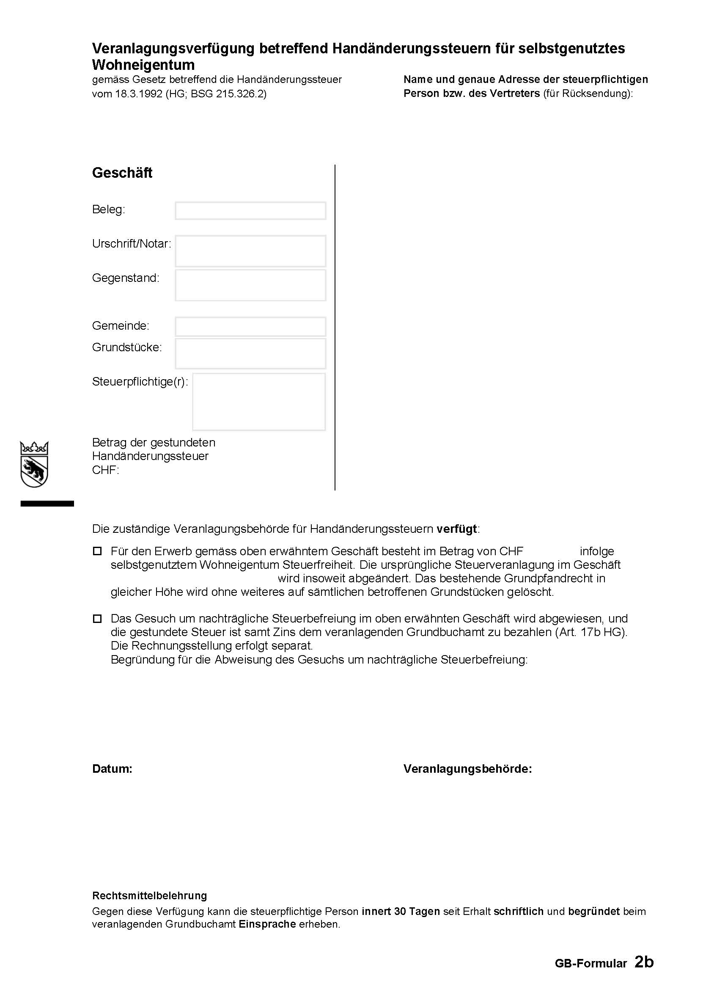 Veranlagungsverfügung betreffend Handänderungssteuern für selbstgenutztes
Wohneigentum
gemäss Gesetz betreffend die Handänderungssteuer
vom 18.3.1992 (HG; BSG 215.326.2)
Name und genaue Adresse der steuerpflichtigen
Person bzw. des Vertreters (für Rücksendung):
Geschäft
Beleg:
Urschrift/Notar:
Gegenstand:
Gemeinde:
Grundstücke:
Steuerpflichtige(r):
Betrag der gestundeten
Handänderungssteuer
CHF:
Die zuständige Veranlagungsbehörde für Handänderungssteuern verfügt:
Für den Erwerb gemäss oben erwähntem Geschäft besteht im Betrag von CHF infolge
selbstgenutztem Wohneigentum Steuerfreiheit. Die ursprüngliche Steuerveranlagung im Geschäft
wird insoweit abgeändert. Das bestehende Grundpfandrecht in
gleicher Höhe wird ohne weiteres auf sämtlichen betroffenen Grundstücken gelöscht.
Das Gesuch um nachträgliche Steuerbefreiung im oben erwähnten Geschäft wird abgewiesen, und
die gestundete Steuer ist samt Zins dem veranlagenden Grundbuchamt zu bezahlen (Art. 17b HG).
Die Rechnungsstellung erfolgt separat.
Begründung für die Abweisung des Gesuchs um nachträgliche Steuerbefreiung:
Datum:
Veranlagungsbehörde:
Rechtsmittelbelehrung
Gegen diese Verfügung kann die steuerpflichtige Person innert 30 Tagen seit Erhalt schriftlich und begründet beim
veranlagenden Grundbuchamt Einsprache erheben.
GB-Formular 2b